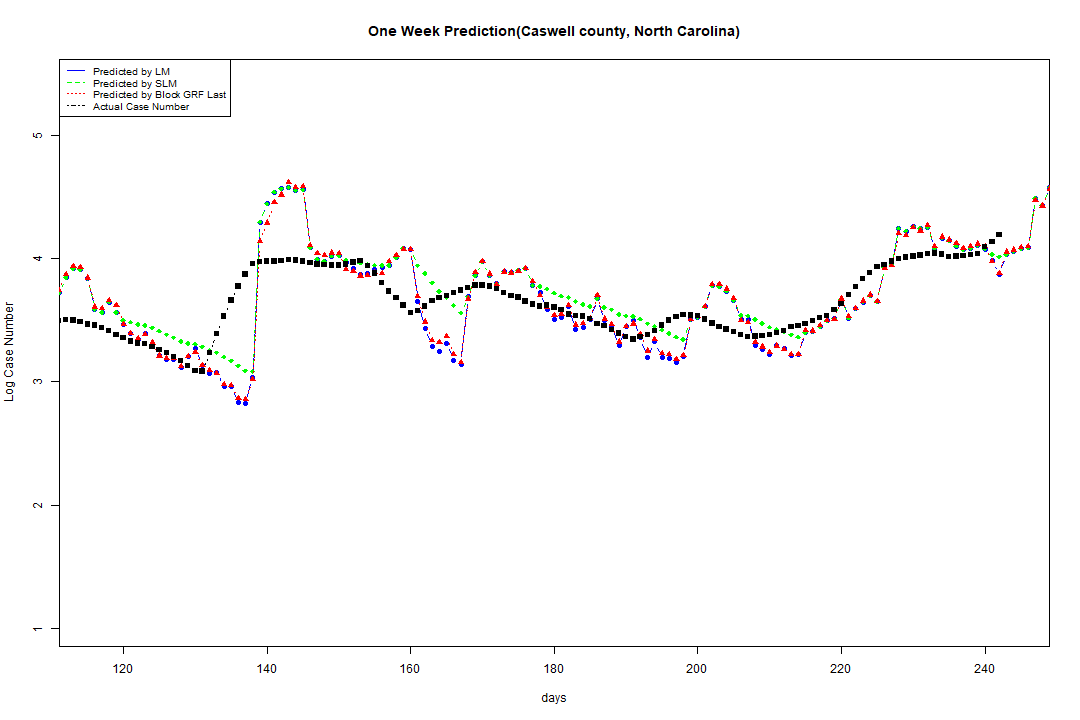 One Week Prediction(Caswell county, North Carolina)
Predicted by LM
Predicted by SLM
Predicted by Block GRF Last
Actual Case Number
5
4
3
2
1
Log Case Number
120 140 160 180 200 220 240
days